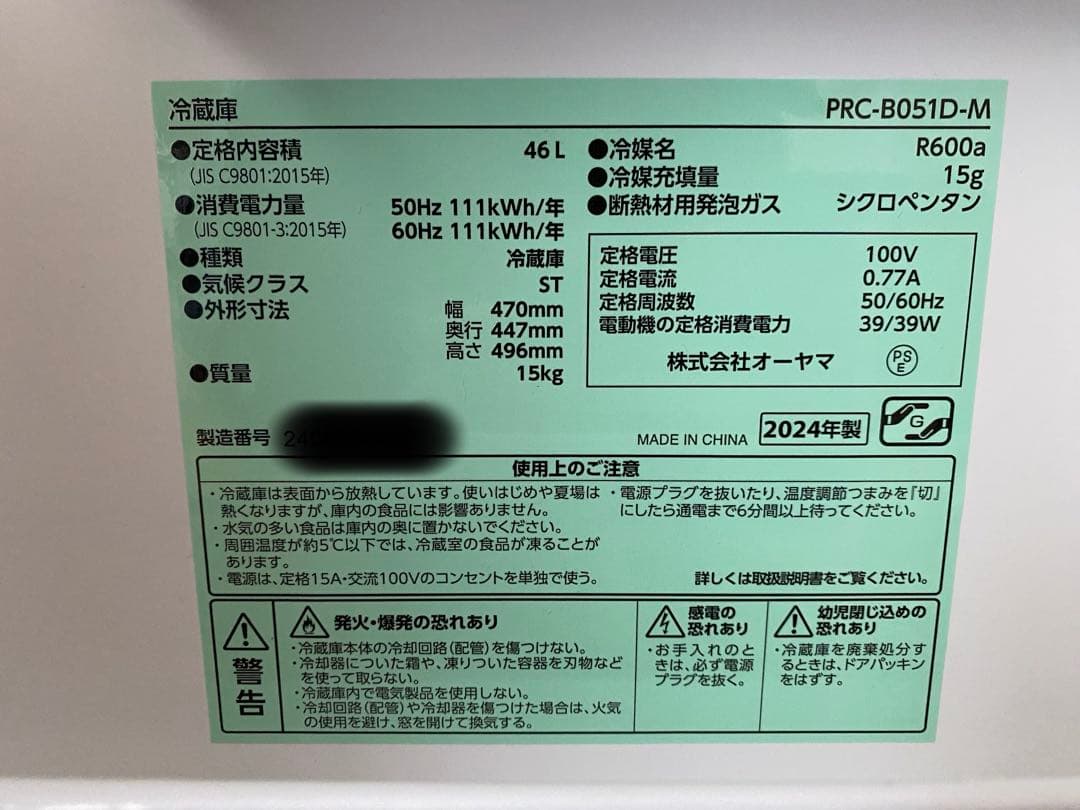 冷蔵庫 PRC-B051D-M
●定格内容積 46L
(JIS C9801:2015年)
●消費電力量 50Hz 111kWh/年
(JIS C9801-3:2015年) 60Hz 111kWh/年
●種類 冷蔵庫
●気候クラス ST
●外形寸法 幅 470mm
奥行 447mm
高さ 496mm
●質量 15kg
●冷媒名 R600a
●冷媒充填量 15g
●断熱材用発泡ガス シクロペンタン
定格電圧 100V
定格電流 0.77A
定格周波数 50/60Hz
電動機の定格消費電力 39/39W
株式会社オーヤマ PSE
製造番号 24
MADE IN CHINA 2024年製 G
使用上のご注意
・冷蔵庫は表面から放熱しています。使いはじめや夏場は
熱くなりますが、庫内の食品には影響ありません。
・水気の多い食品は庫内の奥に置かないでください。
・周囲温度が約5℃以下では、冷蔵室の食品が凍ることが
あります。
・電源は、定格15A・交流100Vのコンセントを単独で使う。
・電源プラグを抜いたり、温度調節つまみを『切』
にしたら通電まで6分間以上待ってください。
詳しくは取扱説明書をご覧ください。
警告
発火・爆発の恐れあり
・冷蔵庫本体の冷却回路(配管)を傷つけない。
・冷却器についた霜や、凍りついた容器を刃物など
を使って取らない。
・冷蔵庫内で電気製品を使用しない。
・冷却回路(配管)や冷却器を傷つけた場合は、火気
の使用を避け、窓を開けて換気する。
感電の
恐れあり
・お手入れのと
きは、必ず電源
プラグを抜く。
幼児閉じ込めの
恐れあり
・冷蔵庫を廃棄処分す
るときは、ドアパッキン
をはずす。